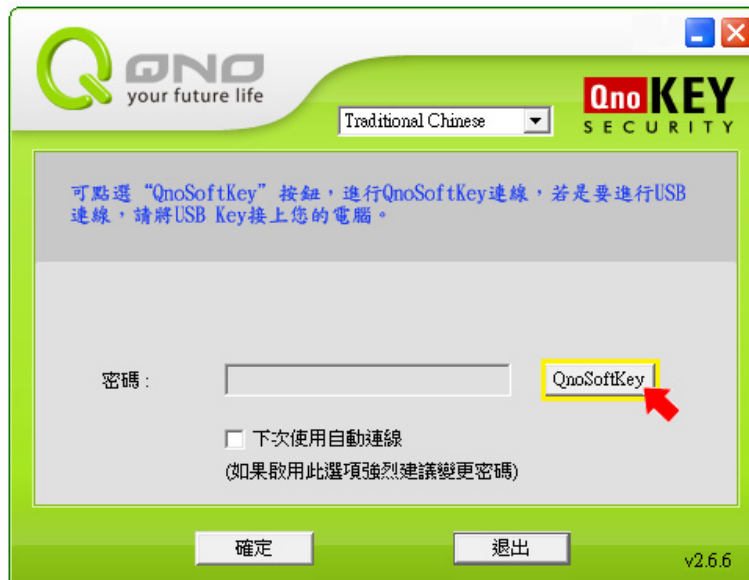 QNO
your future life
Traditional Chinese
Qno KEY
SECURITY
可點選 “QnoSoftKey” 按鈕，進行QnoSoftKey連線，若是要進行USB
連線，請將USB Key接上您的電腦。
密碼 :
QnoSoftKey
下次使用自動連線
(如果啟用此選項強烈建議變更密碼)
確定
退出
v2.6.6